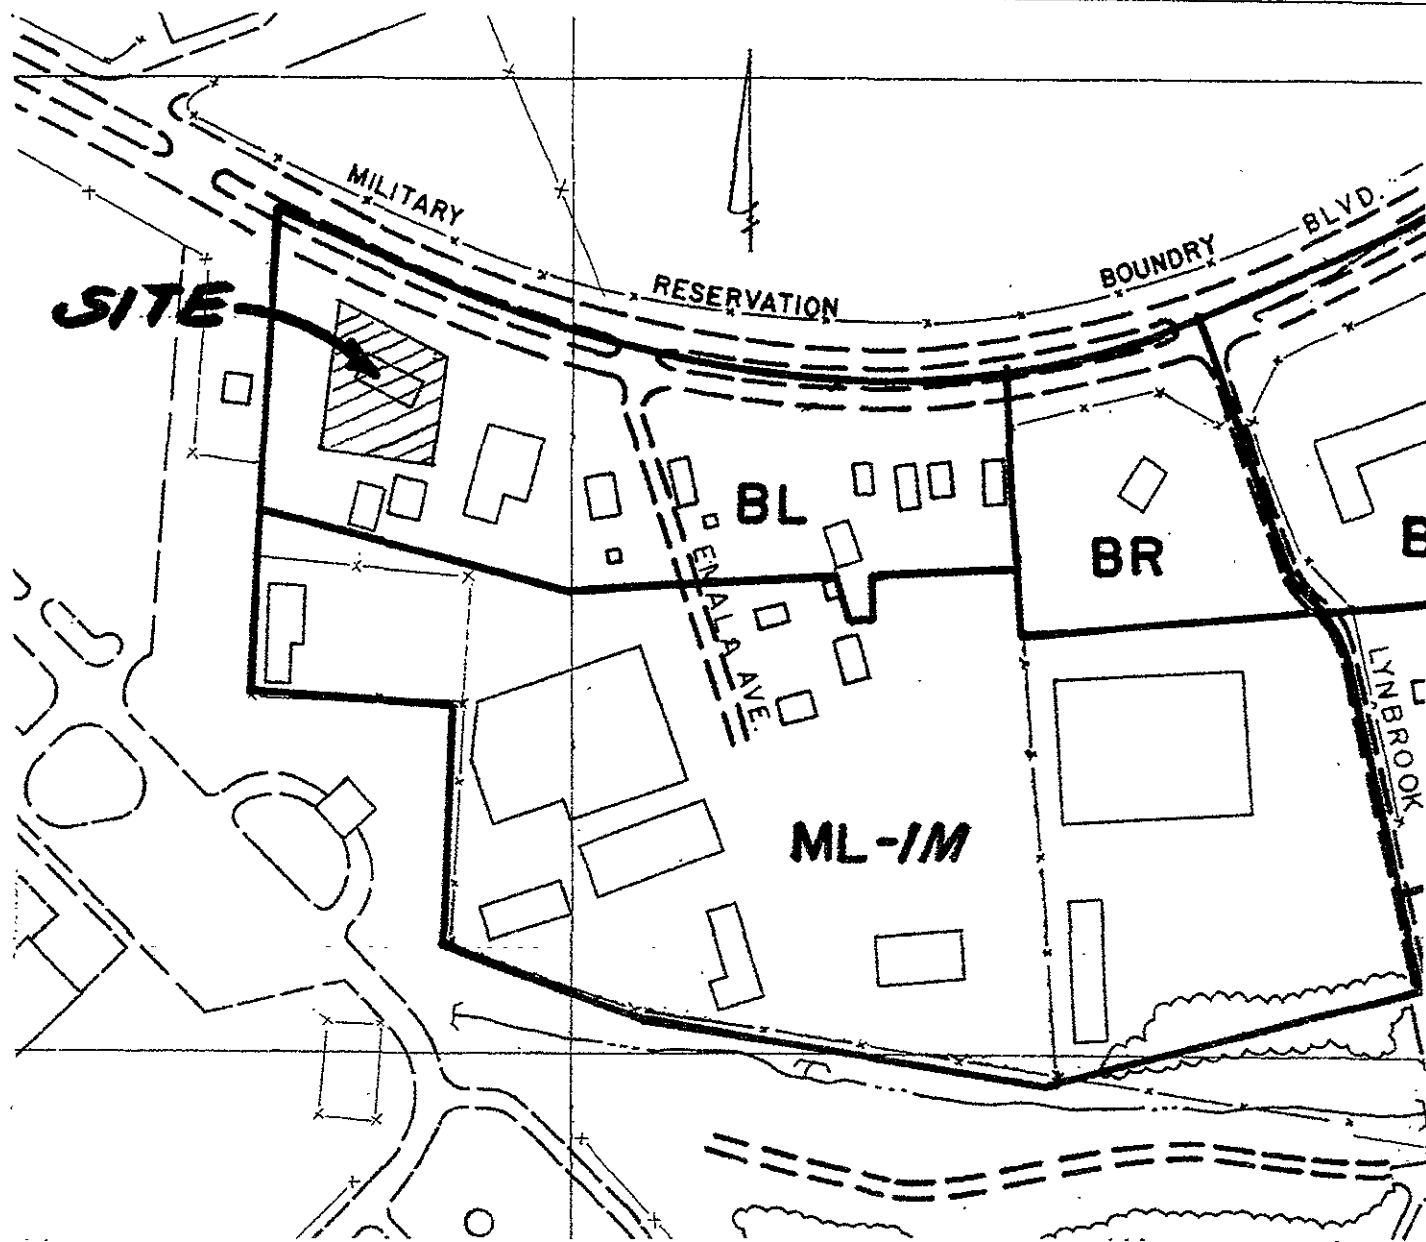 MILITARY
RESERVATION
BOUNDRY
BLVD.
SITE
BL
BR
B
ENALA AVE.
LYNBROOK
ML-IM
N